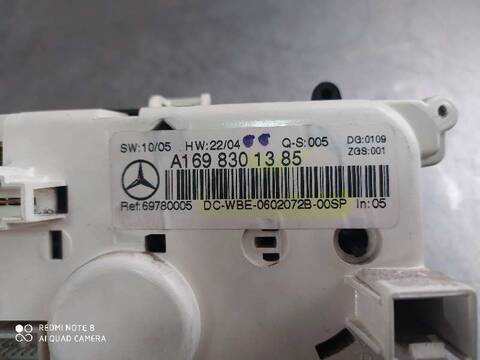 SW:10/05 HW:22/04 Q-S:005 DG:0109
ZGS:001
A169 830 13 85
Ref:69780005 DC-WBE-0602072B-00SP In:05
REDMI NOTE 8
AI QUAD CAMERA